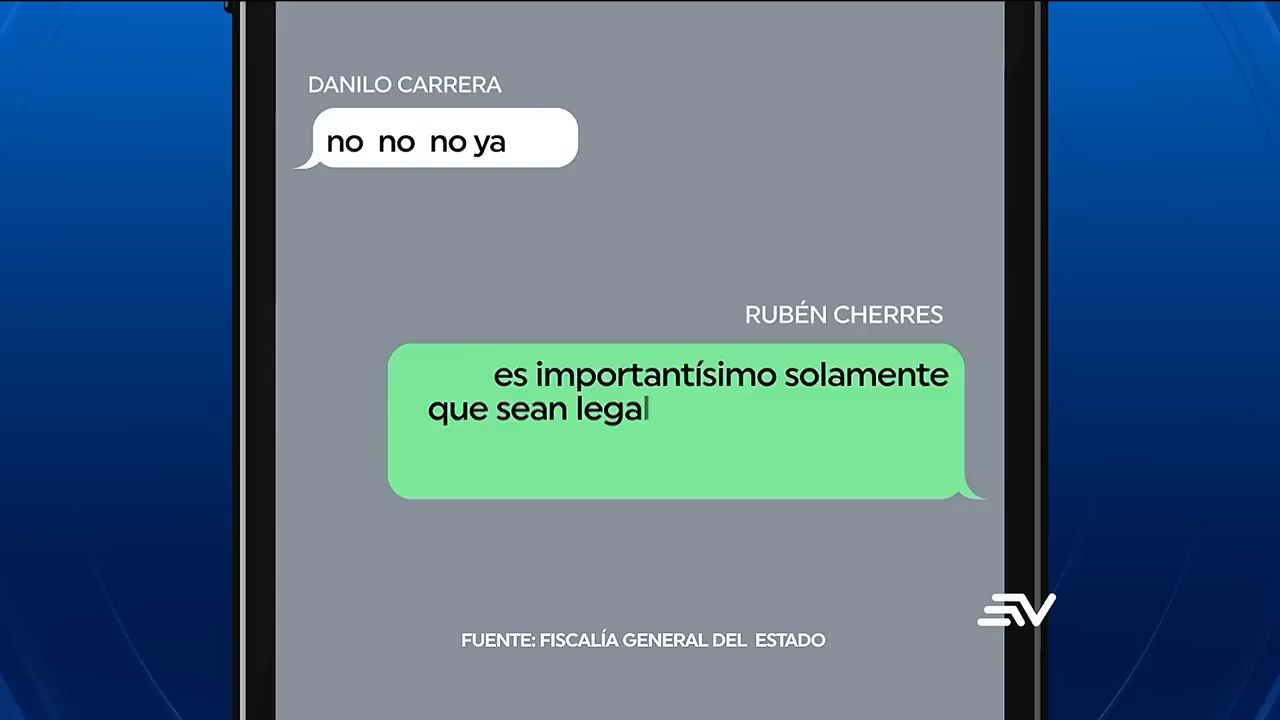 DANILO CARRERA
no no no ya
RUBÉN CHERRES
es importantísimo solamente
que sean legal
FUENTE: FISCALÍA GENERAL DEL ESTADO